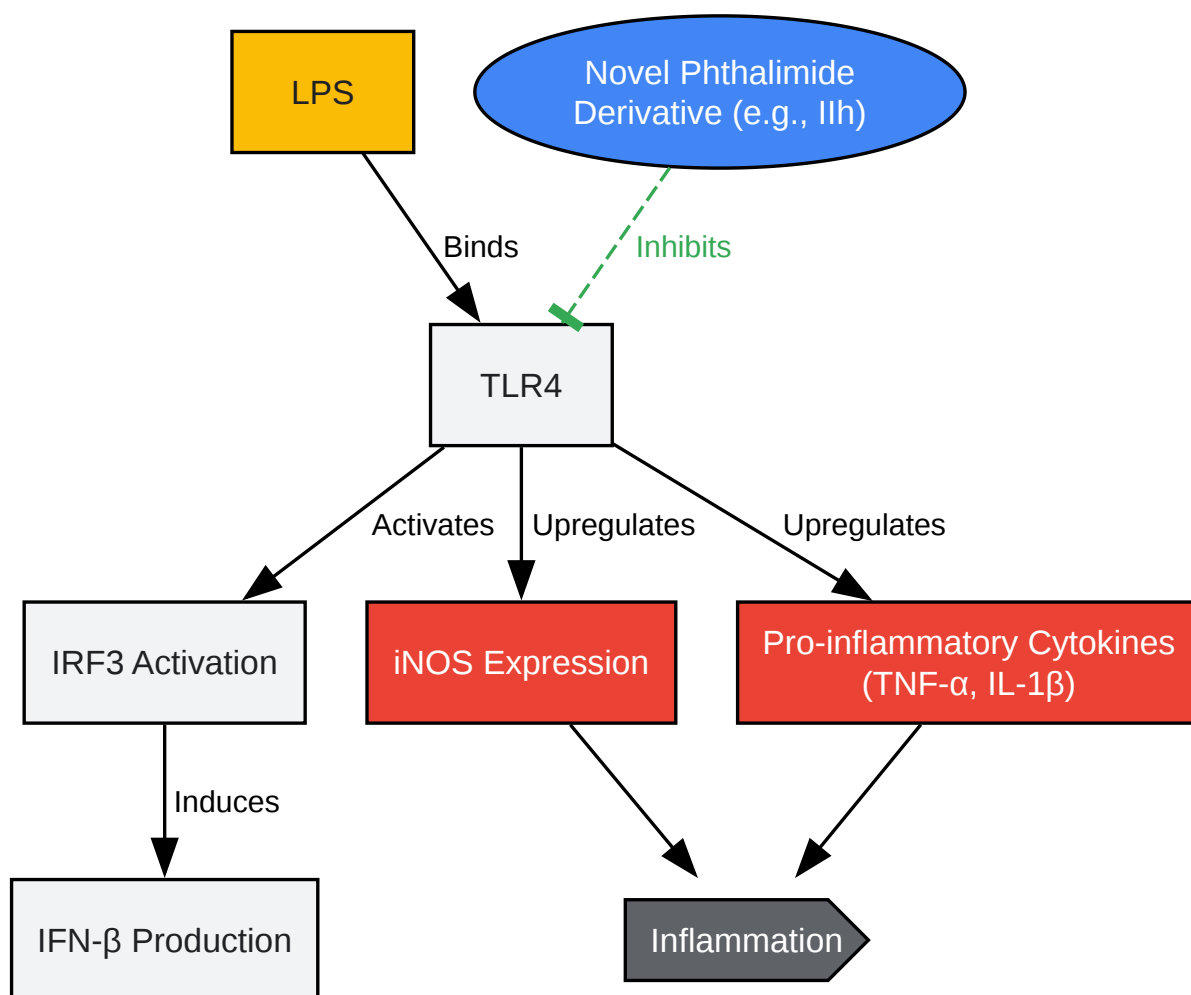 LPS
Novel Phthalimide
Derivative (e.g., IIh)
Binds
Inhibits
TLR4
Activates
Upregulates
Upregulates
IRF3 Activation
iNOS Expression
Pro-inflammatory Cytokines
(TNF-α, IL-1β)
Induces
IFN-β Production
Inflammation